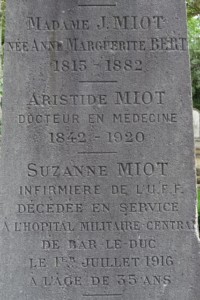 MADAME J. MIOT
NÉE ANNE MARGUERITE BERT
1815 - 1882
ARISTIDE MIOT
DOCTEUR EN MEDECINE
1842 - 1920
SUZANNE MIOT
INFIRMIÈRE DE L'U.F.F.
DÉCÉDÉE EN SERVICE
A L'HOPITAL MILITAIRE CENTRAL
DE BAR-LE-DUC
LE 1ER JUILLET 1916
A L'ÂGE DE 35 ANS